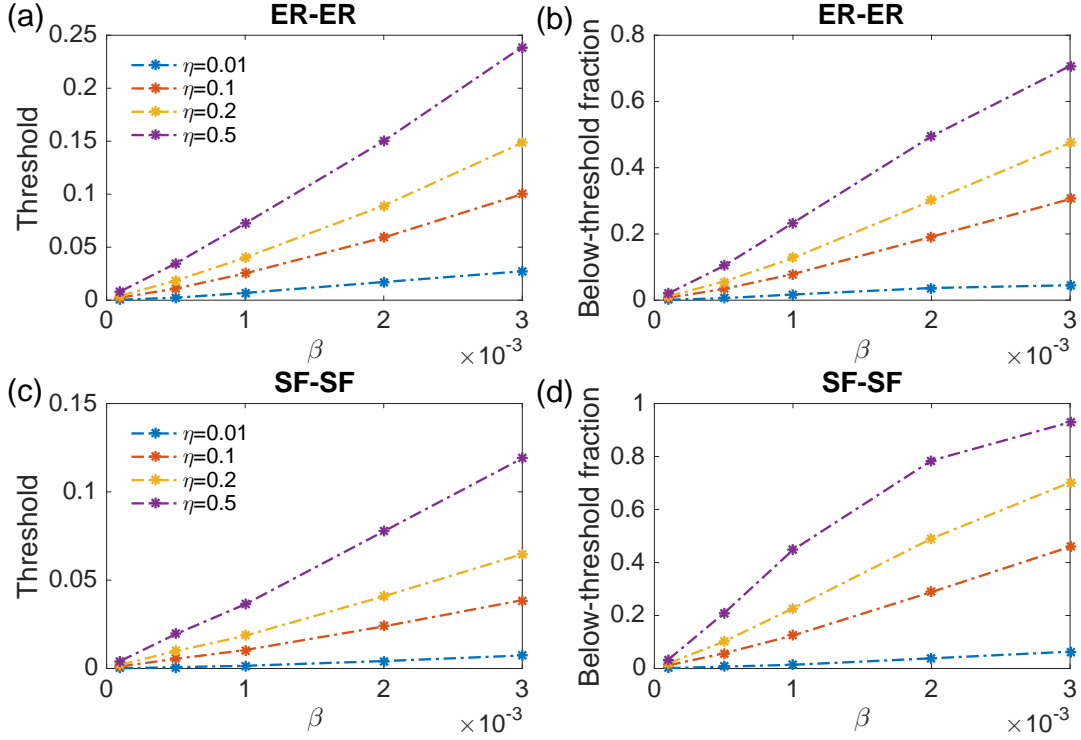 (a)
ER-ER
0.25
0.2
0.15
0.1
0.05
0
Threshold
η=0.01
η=0.1
η=0.2
η=0.5
0 1 2 3
β
×10⁻³
(b)
ER-ER
0.8
0.6
0.4
0.2
0
Below-threshold fraction
0 1 2 3
β
×10⁻³
(c)
SF-SF
0.15
0.1
0.05
0
Threshold
η=0.01
η=0.1
η=0.2
η=0.5
0 1 2 3
β
×10⁻³
(d)
SF-SF
1
0.8
0.6
0.4
0.2
0
Below-threshold fraction
0 1 2 3
β
×10⁻³